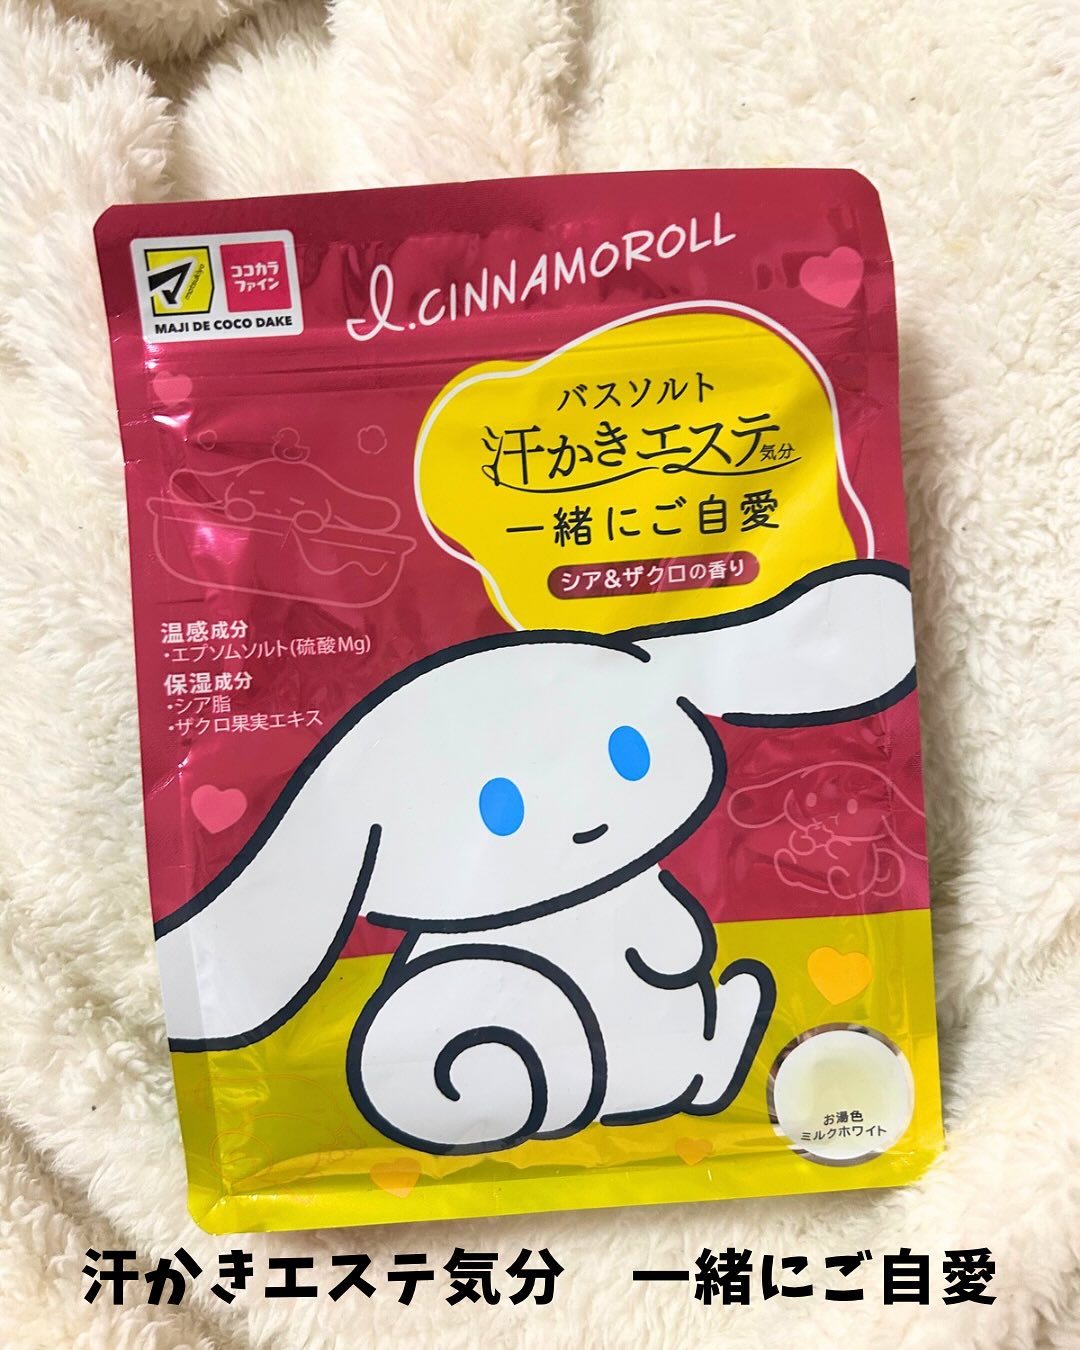 matsukiyo
ココカラ
ファイン
MAJI DE COCO DAKE
I.CINNAMOROLL
バスソルト
汗かきエステ気分
一緒にご自愛
シア&ザクロの香り
温感成分
・エプソムソルト(硫酸Mg)
保湿成分
・シア脂
・ザクロ果実エキス
お湯色
ミルクホワイト
汗かきエステ気分　一緒にご自愛